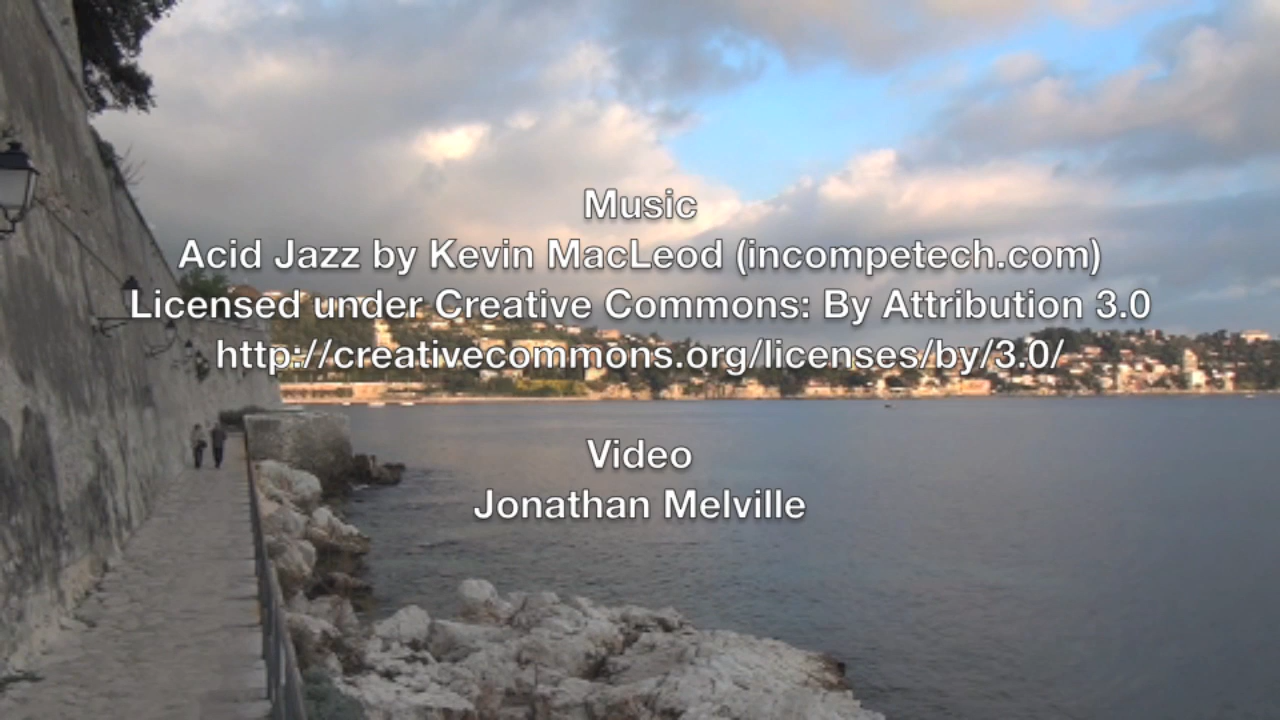 Music
Acid Jazz by Kevin MacLeod (incompetech.com)
Licensed under Creative Commons: By Attribution 3.0
http://creativecommons.org/licenses/by/3.0/
Video
Jonathan Melville